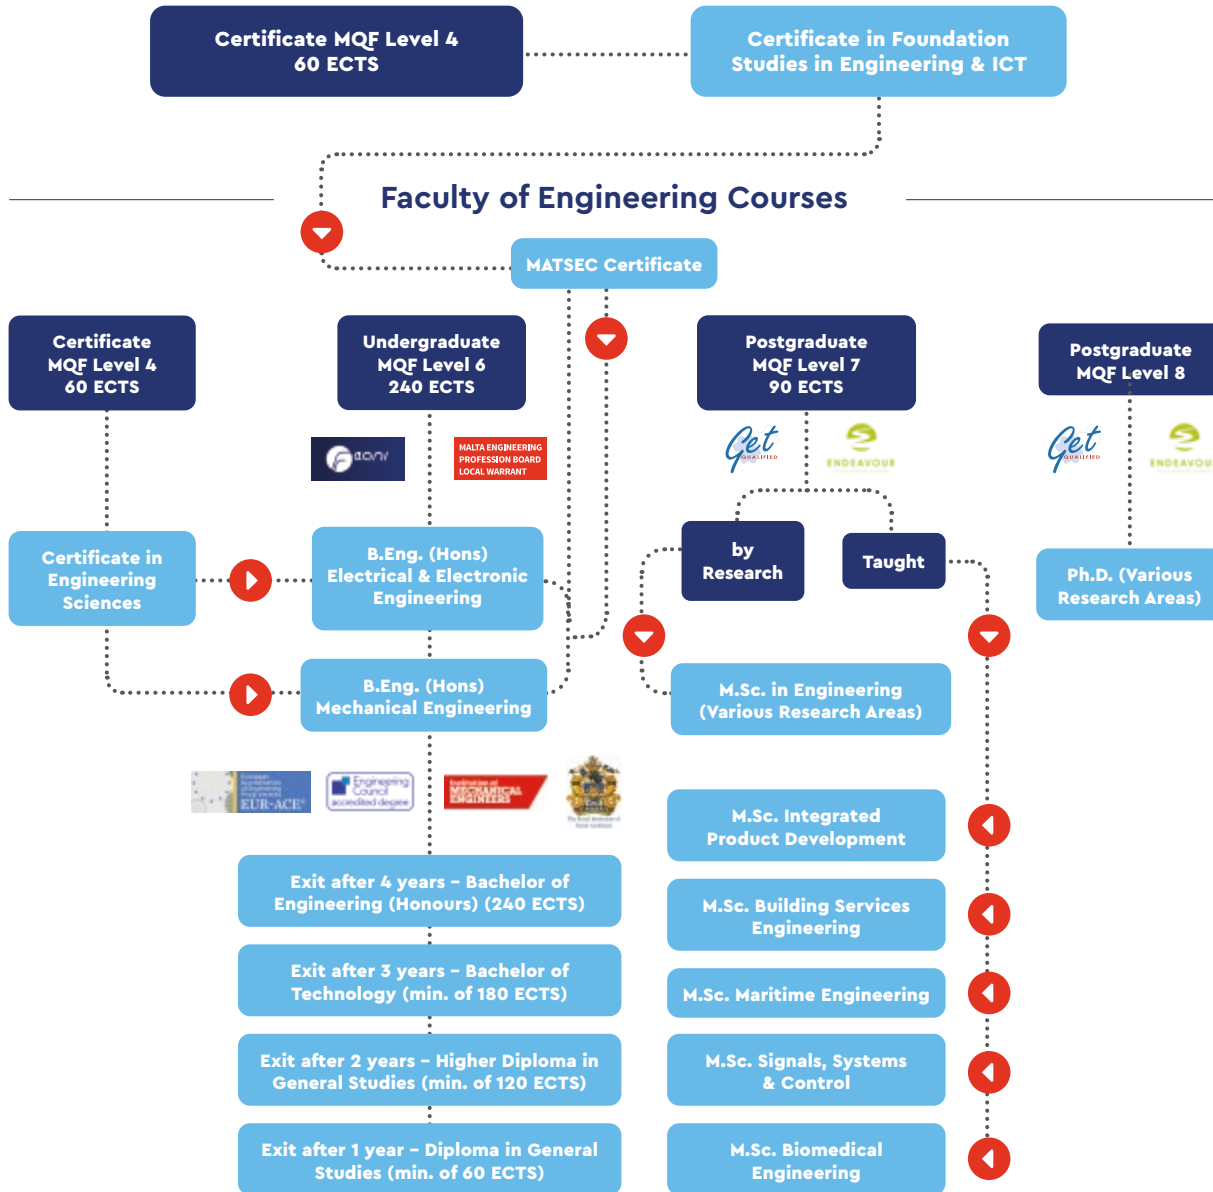 Certificate MQF Level 4
60 ECTS
Certificate in Foundation
Studies in Engineering & ICT
Faculty of Engineering Courses
MATSEC Certificate
Certificate
MQF Level 4
60 ECTS
Undergraduate
MQF Level 6
240 ECTS
Postgraduate
MQF Level 7
90 ECTS
Postgraduate
MQF Level 8
MALTA ENGINEERING
PROFESSION BOARD
LOCAL WARRANT
Get
QUALIFIED
ENDEAVOUR
Get
QUALIFIED
ENDEAVOU
Certificate in
Engineering
Sciences
B.Eng. (Hons)
Electrical & Electronic
Engineering
by
Research
Taught
Ph.D. (Various
Research Areas)
B.Eng. (Hons)
Mechanical Engineering
M.Sc. in Engineering
(Various Research Areas)
EUR-ACE®
Engineering
Council
accredited degree
Institution of
MECHANICAL
ENGINEERS
M.Sc. Integrated
Product Development
Exit after 4 years – Bachelor of
Engineering (Honours) (240 ECTS)
M.Sc. Building Services
Engineering
Exit after 3 years – Bachelor of
Technology (min. of 180 ECTS)
M.Sc. Maritime Engineering
Exit after 2 years – Higher Diploma in
General Studies (min. of 120 ECTS)
M.Sc. Signals, Systems
& Control
Exit after 1 year – Diploma in General
Studies (min. of 60 ECTS)
M.Sc. Biomedical
Engineering